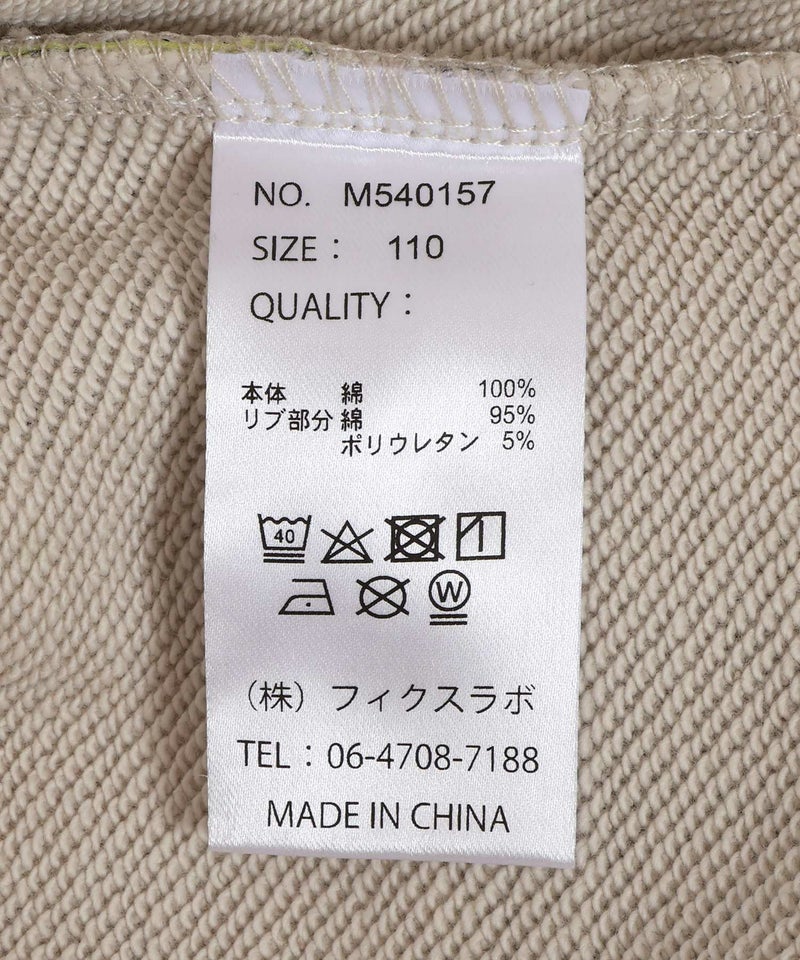 NO. M540157
SIZE： 110
QUALITY：
本体 綿 100%
リブ部分 綿 95%
ポリウレタン 5%
40
W
（株）フィクスラボ
TEL：06-4708-7188
MADE IN CHINA